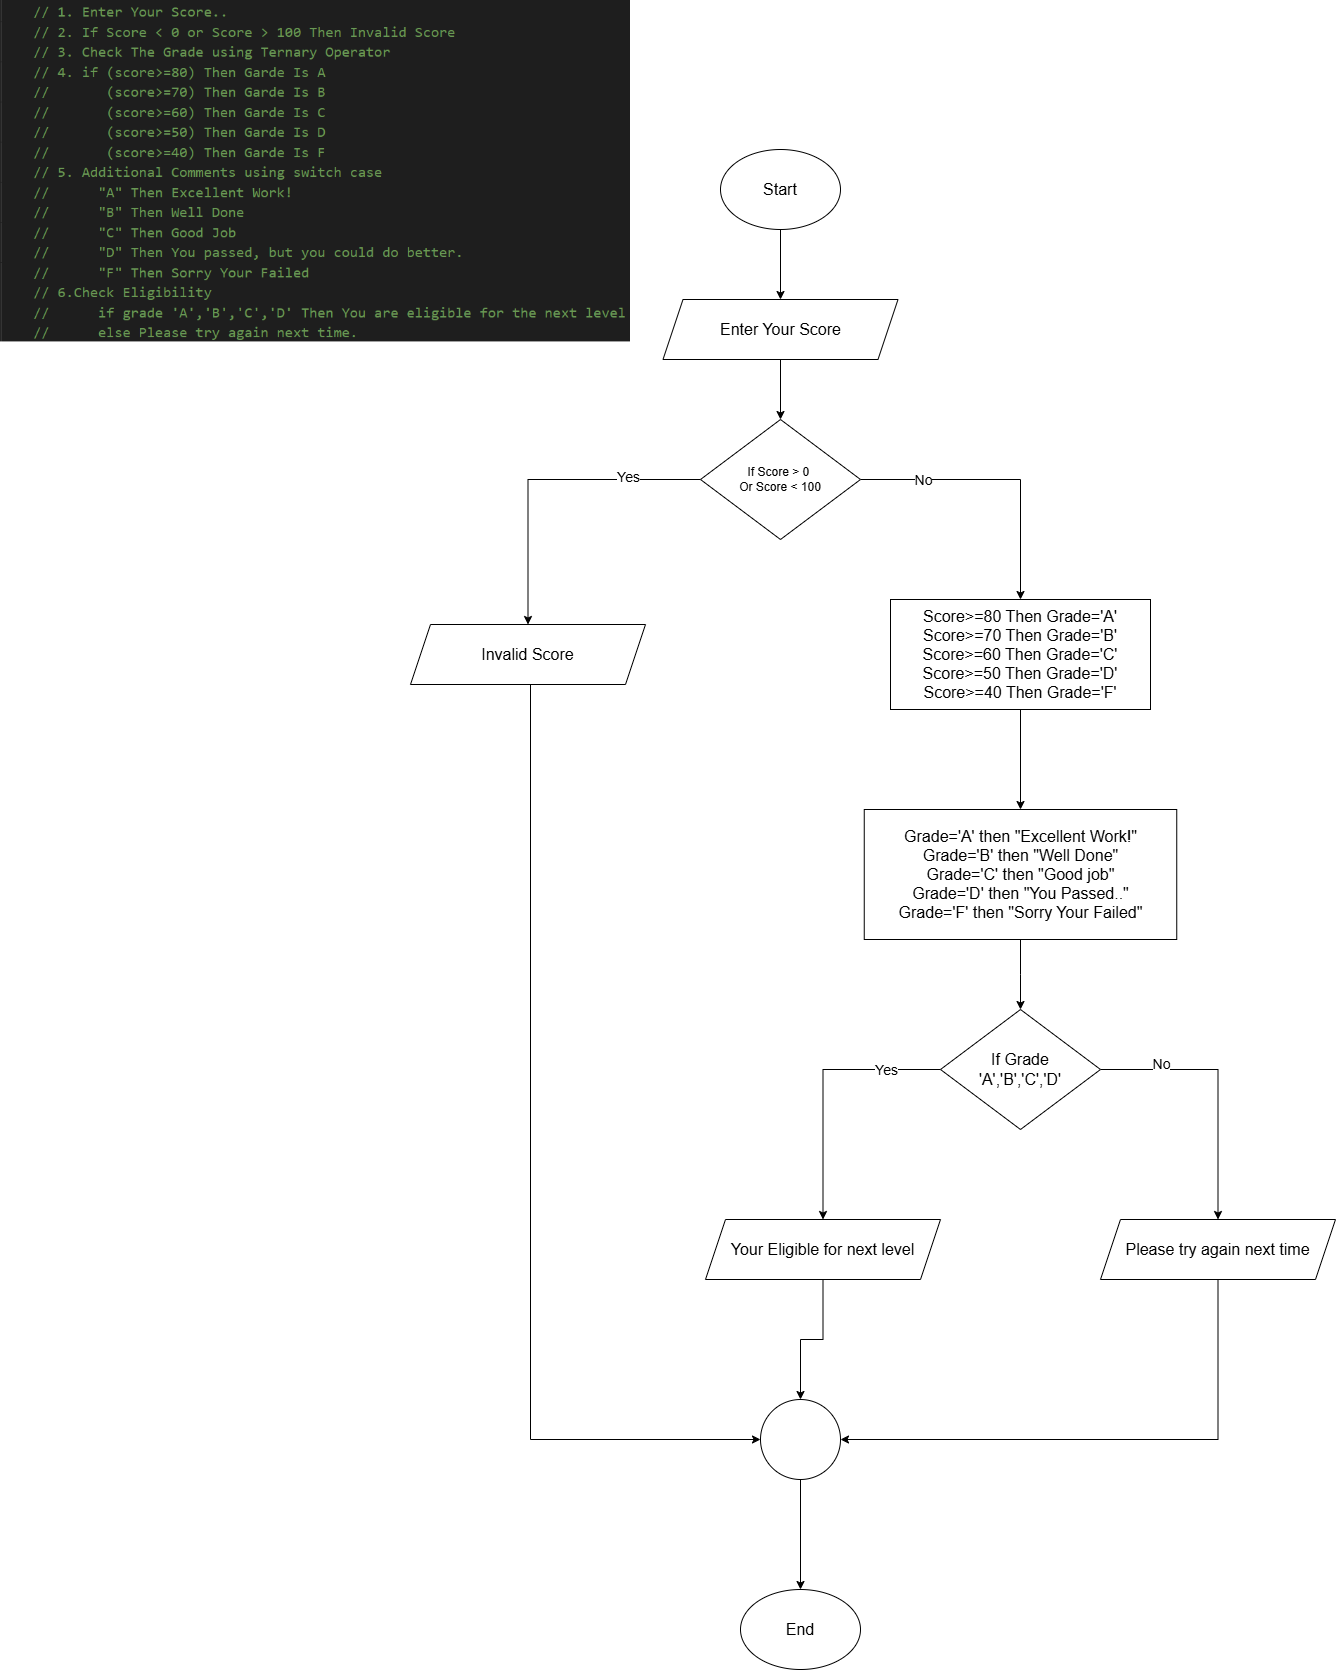 // 1. Enter Your Score..
// 2. If Score < 0 or Score > 100 Then Invalid Score
// 3. Check The Grade using Ternary Operator
// 4. if (score>=80) Then Garde Is A
//       (score>=70) Then Garde Is B
//       (score>=60) Then Garde Is C
//       (score>=50) Then Garde Is D
//       (score>=40) Then Garde Is F
// 5. Additional Comments using switch case
//      "A" Then Excellent Work!
//      "B" Then Well Done
//      "C" Then Good Job
//      "D" Then You passed, but you could do better.
//      "F" Then Sorry Your Failed
// 6.Check Eligibility
//      if grade 'A','B','C','D' Then You are eligible for the next level
//      else Please try again next time.
Start
Enter Your Score
If Score > 0
Or Score < 100
Yes
No
Invalid Score
Score>=80 Then Grade='A'
Score>=70 Then Grade='B'
Score>=60 Then Grade='C'
Score>=50 Then Grade='D'
Score>=40 Then Grade='F'
Grade='A' then "Excellent Work!"
Grade='B' then "Well Done"
Grade='C' then "Good job"
Grade='D' then "You Passed.."
Grade='F' then "Sorry Your Failed"
If Grade
'A','B','C','D'
Yes
No
Your Eligible for next level
Please try again next time
End